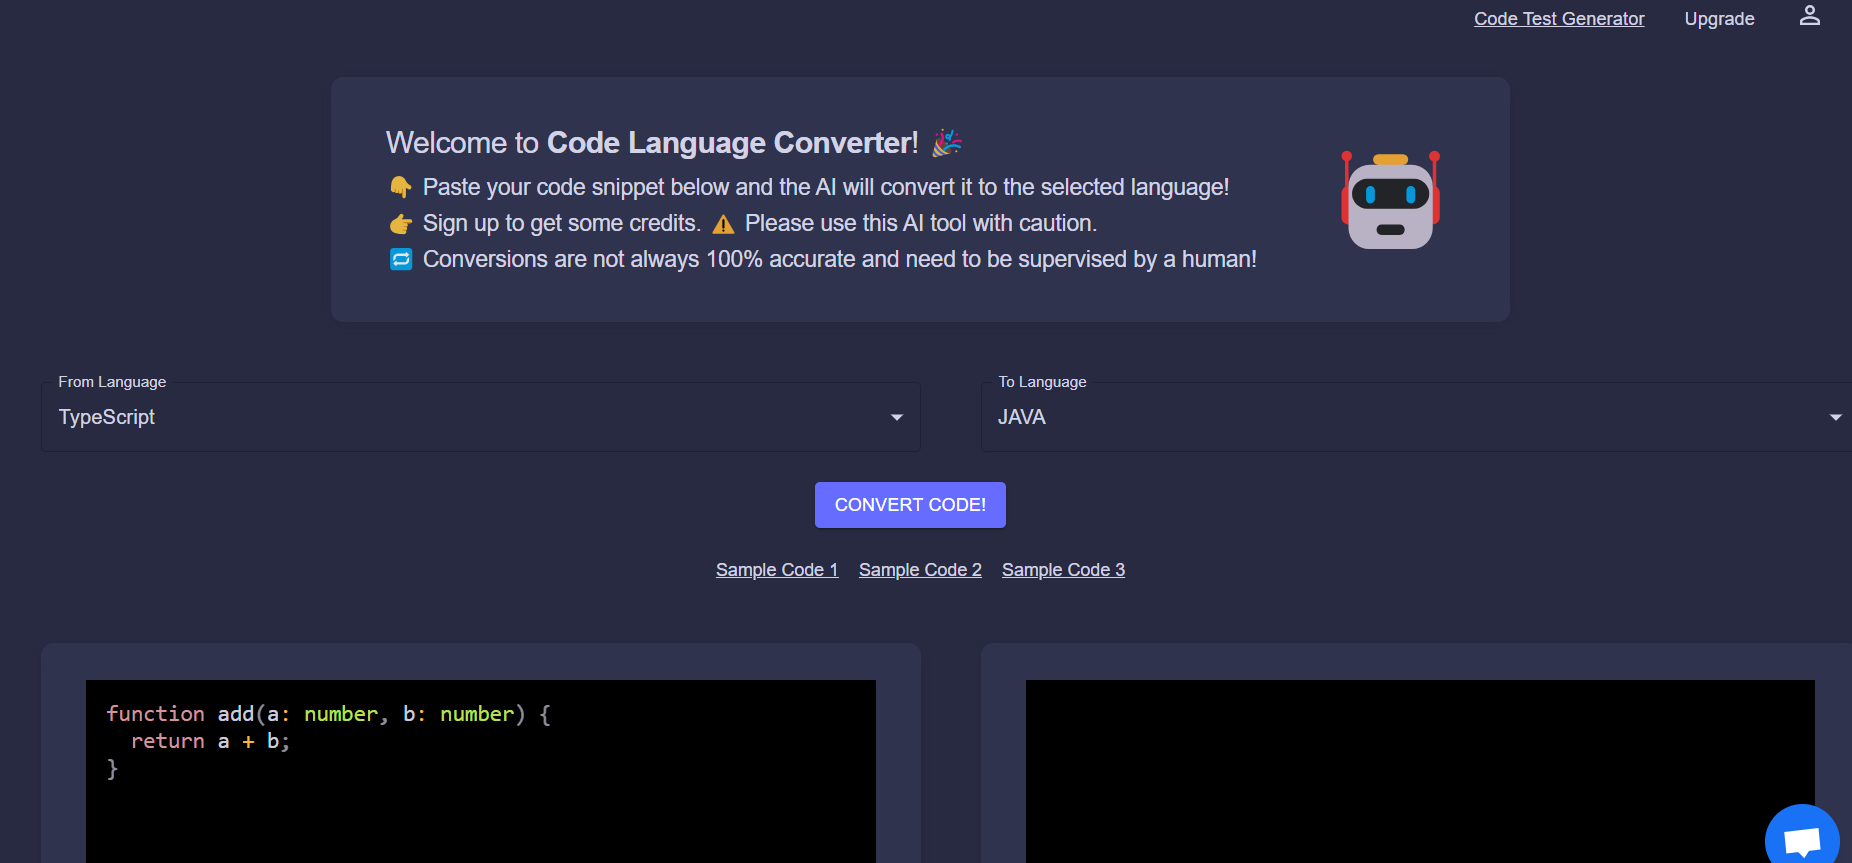 Code Test Generator Upgrade
Welcome to Code Language Converter! 🎉
👇 Paste your code snippet below and the AI will convert it to the selected language!
👉 Sign up to get some credits. ⚠️ Please use this AI tool with caution.
🔁 Conversions are not always 100% accurate and need to be supervised by a human!
From Language
TypeScript
To Language
JAVA
CONVERT CODE!
Sample Code 1 Sample Code 2 Sample Code 3
function add(a: number, b: number) {
  return a + b;
}